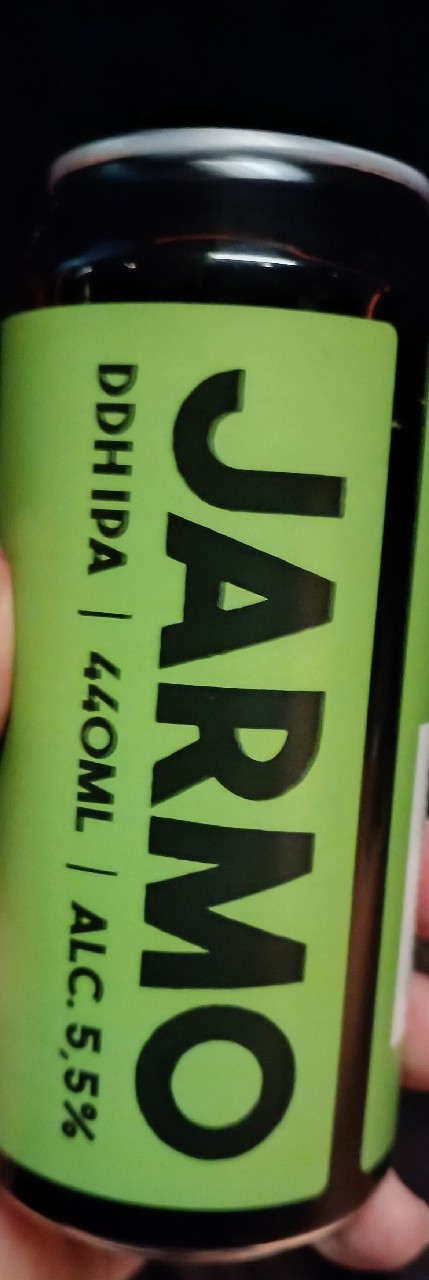 JARMO
DDH IPA | 440ML | ALC. 5,5%